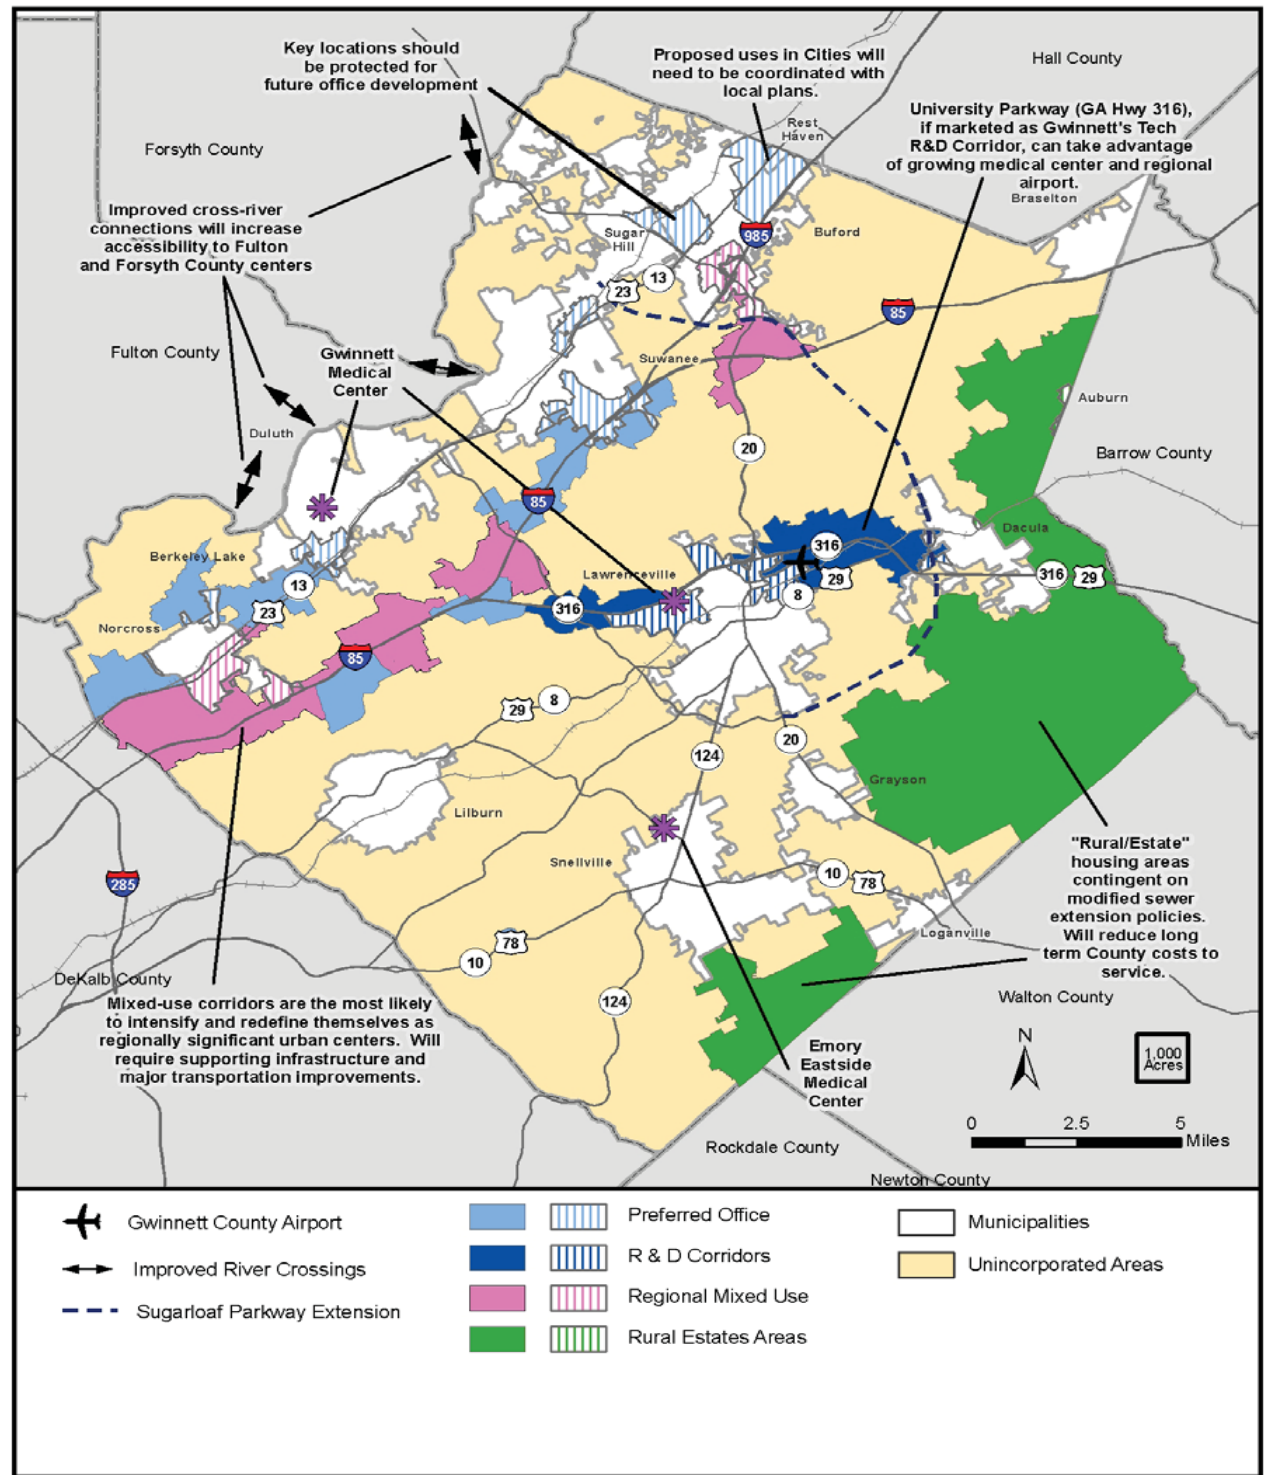 Key locations should
be protected for
future office development
Proposed uses in Cities will
need to be coordinated with
local plans.
Hall County
University Parkway (GA Hwy 316),
if marketed as Gwinnett's Tech
R&D Corridor, can take advantage
of growing medical center and regional
airport.
Rest
Haven
Forsyth County
Braselton
Improved cross-river
connections will increase
accessibility to Fulton
and Forsyth County centers
Sugar
Hill
985
Buford
13
23
85
Fulton County
Gwinnett
Medical
Center
Suwanee
Auburn
Duluth
20
Barrow County
85
Dacula
Berkeley Lake
316
Lawrenceville
29
316
29
13
8
23
316
Norcross
85
29
8
20
124
Grayson
Lilburn
Snellville
"Rural/Estate"
housing areas
contingent on
modified sewer
extension policies.
Will reduce long
term County costs to
service.
285
10
78
Loganville
78
10
DeKalb County
124
Walton County
Mixed-use corridors are the most likely
to intensify and redefine themselves as
regionally significant urban centers. Will
require supporting infrastructure and
major transportation improvements.
Emory
Eastside
Medical
Center
N
1,000
Acres
0 2.5 5
Miles
Rockdale County
Newton County
Gwinnett County Airport
Improved River Crossings
Sugarloaf Parkway Extension
Preferred Office
R & D Corridors
Regional Mixed Use
Rural Estates Areas
Municipalities
Unincorporated Areas